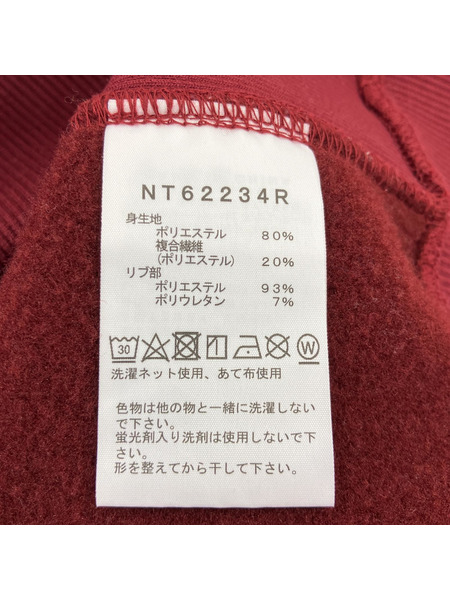 NT62234R
身生地
ポリエステル 80%
複合繊維
(ポリエステル) 20%
リブ部
ポリエステル 93%
ポリウレタン 7%
30 W
洗濯ネット使用、あて布使用
色物は他の物と一緒に洗濯しない
で下さい。
蛍光剤入り洗剤は使用しないで下
さい。
形を整えてから干して下さい。